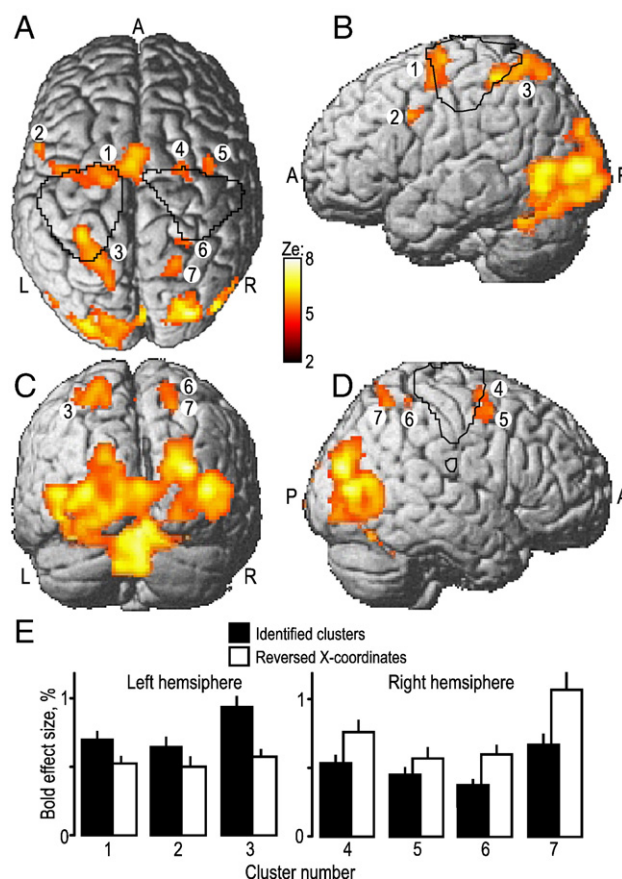 A
A
2
1
4
5
3
6
7
L
R
B
1
2
3
A
P
Ze:
8
5
2
C
3
6
7
L
R
D
4
7
6
5
P
A
E
Identified clusters
Reversed X-coordinates
Left hemisphere
Right hemisphere
Bold effect size, %
1
0
1
0
1 2 3 4 5 6 7
Cluster number